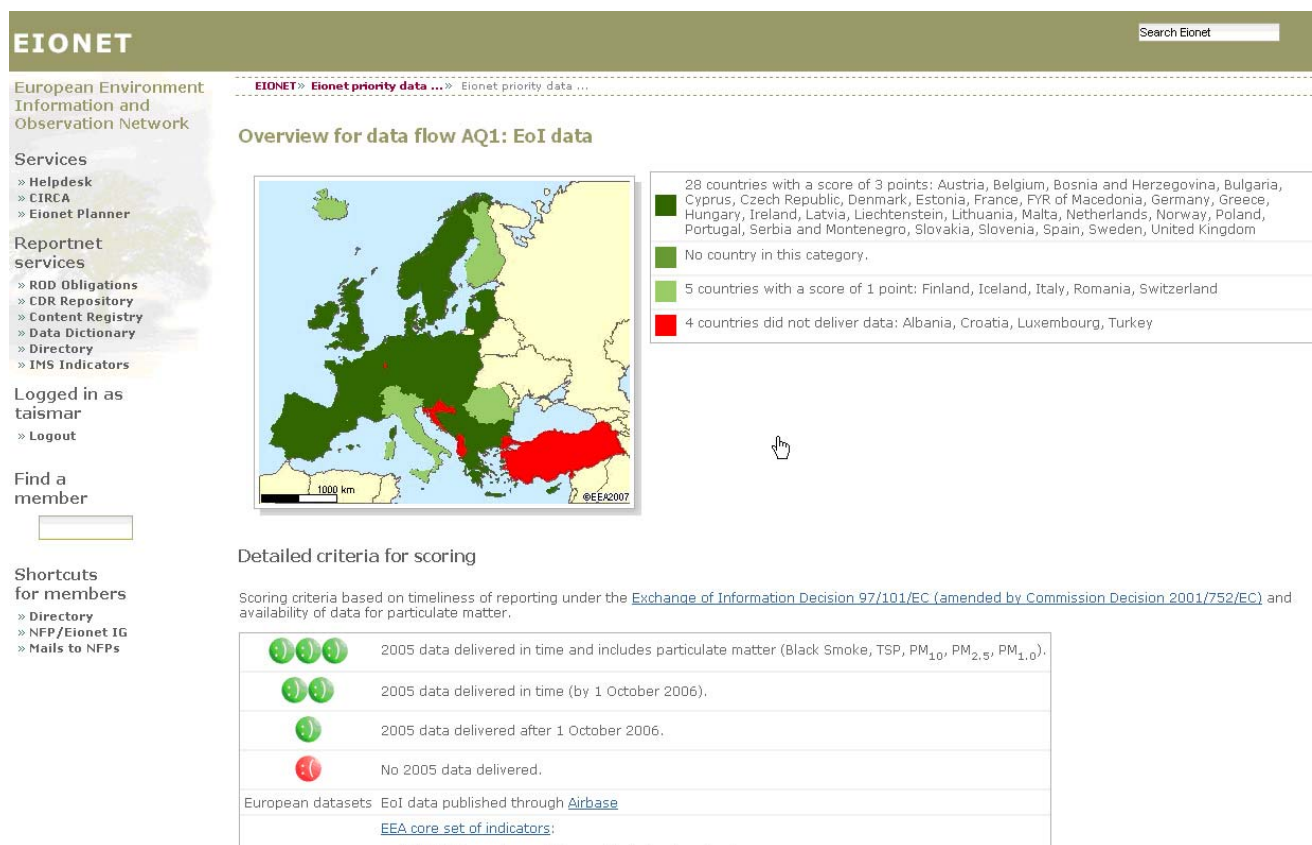 EIONET
Search Eionet
European Environment
Information and
Observation Network
Services
» Helpdesk
» CIRCA
» Eionet Planner
Reportnet
services
» ROD Obligations
» CDR Repository
» Content Registry
» Data Dictionary
» Directory
» IMS Indicators
Logged in as
taismar
» Logout
Find a
member
Shortcuts
for members
» Directory
» NFP/Eionet IG
» Mails to NFPs
EIONET» Eionet priority data ...» Eionet priority data ...
Overview for data flow AQ1: EoI data
1000 km
©EEA2007
28 countries with a score of 3 points: Austria, Belgium, Bosnia and Herzegovina, Bulgaria,
Cyprus, Czech Republic, Denmark, Estonia, France, FYR of Macedonia, Germany, Greece,
Hungary, Ireland, Latvia, Liechtenstein, Lithuania, Malta, Netherlands, Norway, Poland,
Portugal, Serbia and Montenegro, Slovakia, Slovenia, Spain, Sweden, United Kingdom
No country in this category.
5 countries with a score of 1 point: Finland, Iceland, Italy, Romania, Switzerland
4 countries did not deliver data: Albania, Croatia, Luxembourg, Turkey
Detailed criteria for scoring
Scoring criteria based on timeliness of reporting under the Exchange of Information Decision 97/101/EC (amended by Commission Decision 2001/752/EC) and
availability of data for particulate matter.
2005 data delivered in time and includes particulate matter (Black Smoke, TSP, PM10, PM2.5, PM1.0).
2005 data delivered in time (by 1 October 2006).
2005 data delivered after 1 October 2006.
No 2005 data delivered.
European datasets EoI data published through Airbase
EEA core set of indicators: